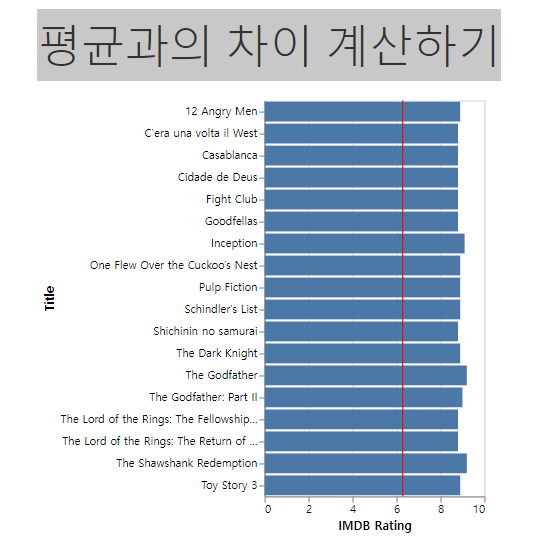 평균과의 차이 계산하기
12 Angry Men
C'era una volta il West
Casablanca
Cidade de Deus
Fight Club
Goodfellas
Inception
One Flew Over the Cuckoo's Nest
Pulp Fiction
Schindler's List
Shichinin no samurai
The Dark Knight
The Godfather
The Godfather: Part II
The Lord of the Rings: The Fellowship...
The Lord of the Rings: The Return of ...
The Shawshank Redemption
Toy Story 3
Title
0 2 4 6 8 10
IMDB Rating